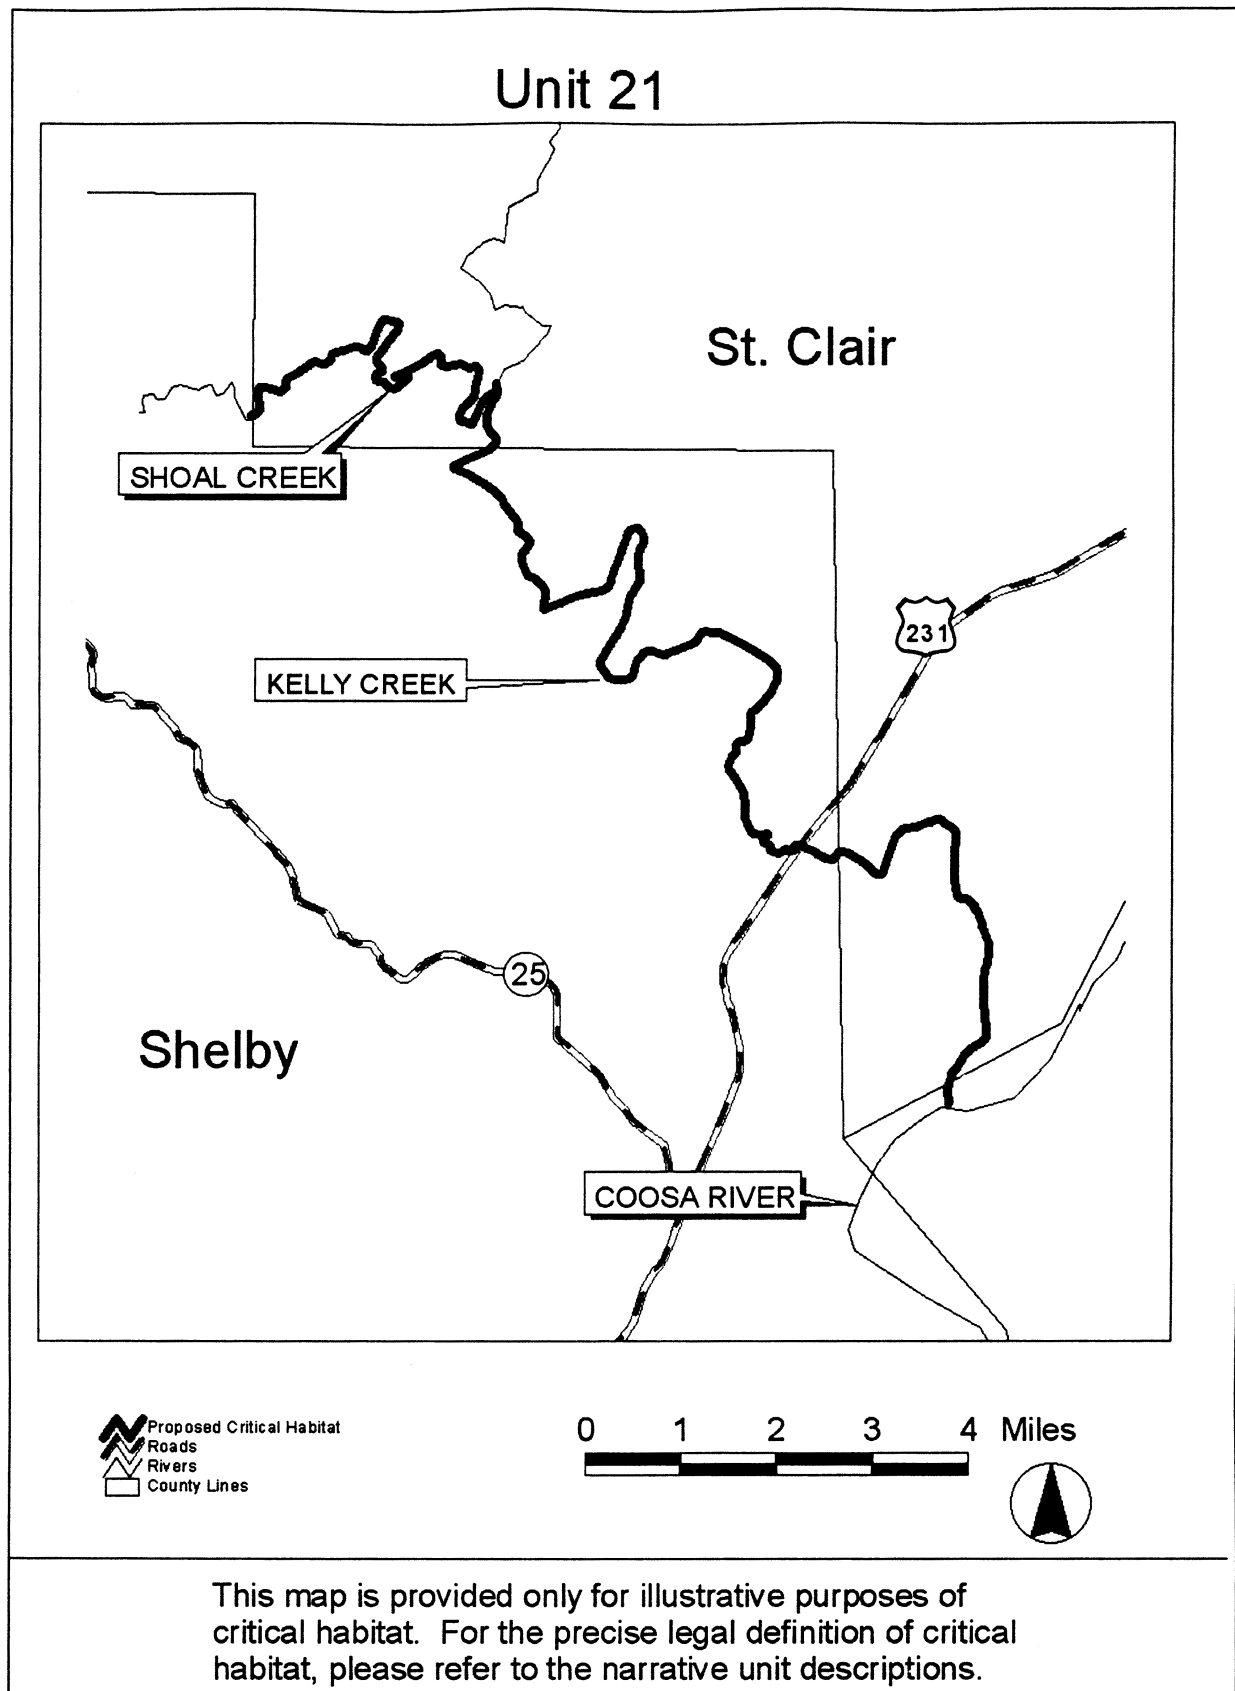 Unit 21
St. Clair
SHOAL CREEK
231
KELLY CREEK
25
Shelby
COOSA RIVER
Proposed Critical Habitat
Roads
Rivers
County Lines
0 1 2 3 4 Miles
This map is provided only for illustrative purposes of
critical habitat. For the precise legal definition of critical
habitat, please refer to the narrative unit descriptions.